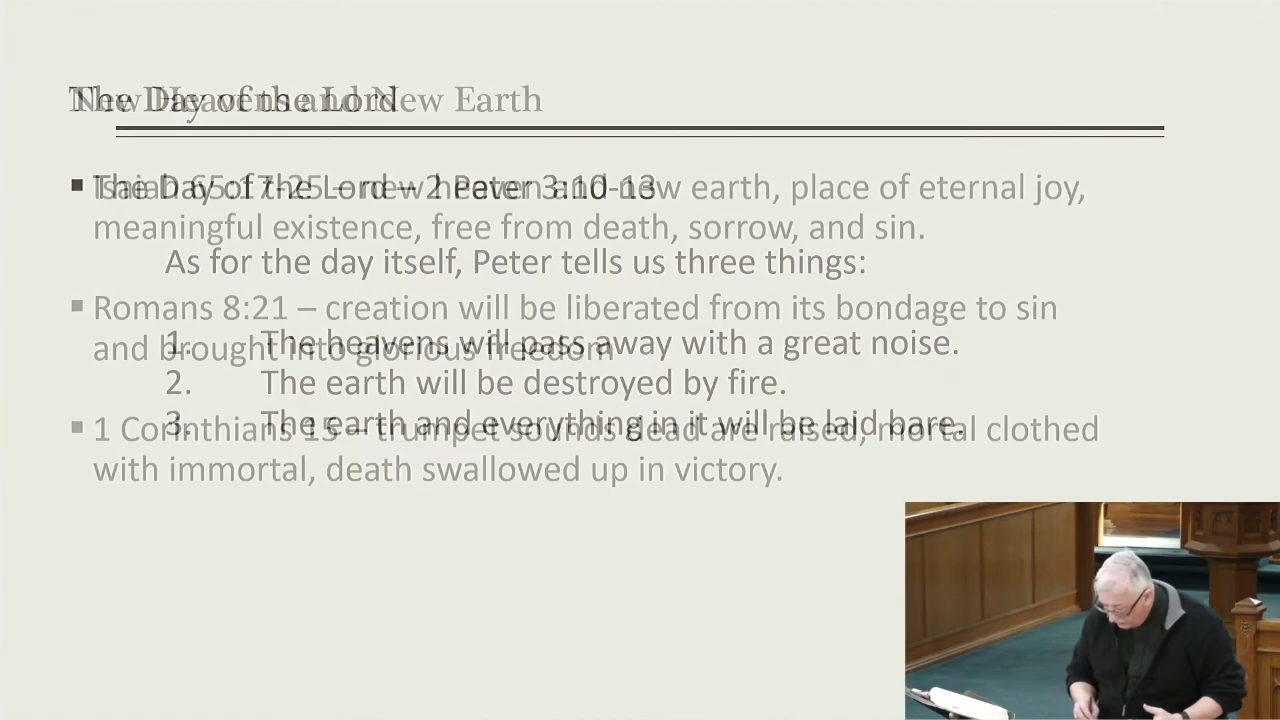 The Day of the Lord
New Heavens and New Earth
The Day of the Lord – 2 Peter 3:10-13
Isaiah 65:17-25 – new heaven and new earth, place of eternal joy,
meaningful existence, free from death, sorrow, and sin.
As for the day itself, Peter tells us three things:
Romans 8:21 – creation will be liberated from its bondage to sin
and brought into glorious freedom
1. The heavens will pass away with a great noise.
2. The earth will be destroyed by fire.
3. The earth and everything in it will be laid bare.
1 Corinthians 15 – trumpet sounds dead are raised, mortal clothed
with immortal, death swallowed up in victory.